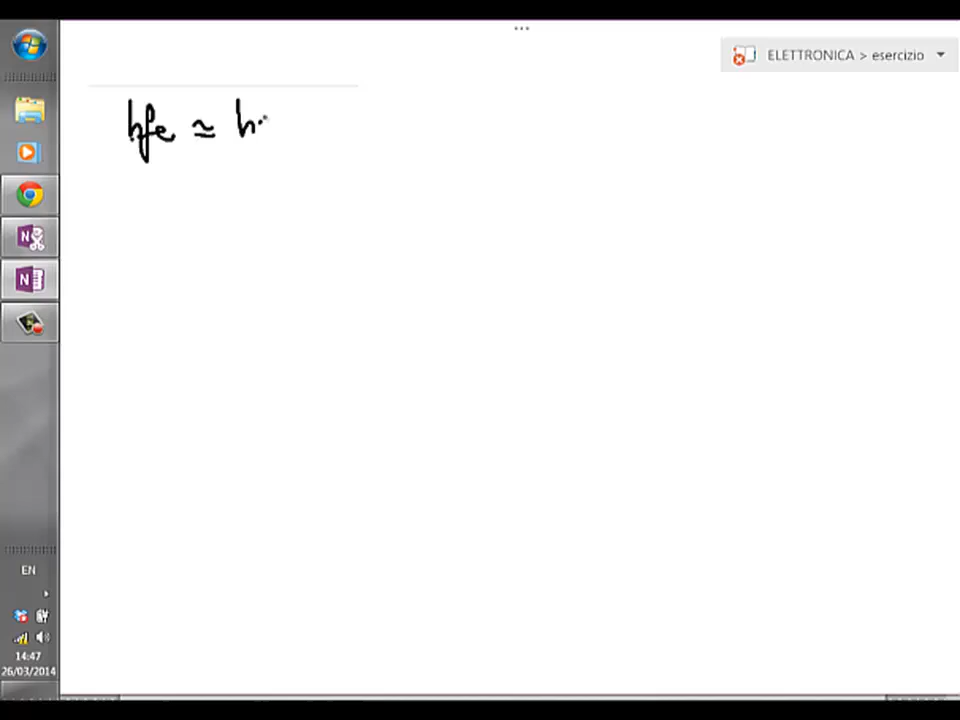 ...
ELETTRONICA > esercizio
hfe ≃ h
N
N
EN
14:47
26/03/2014